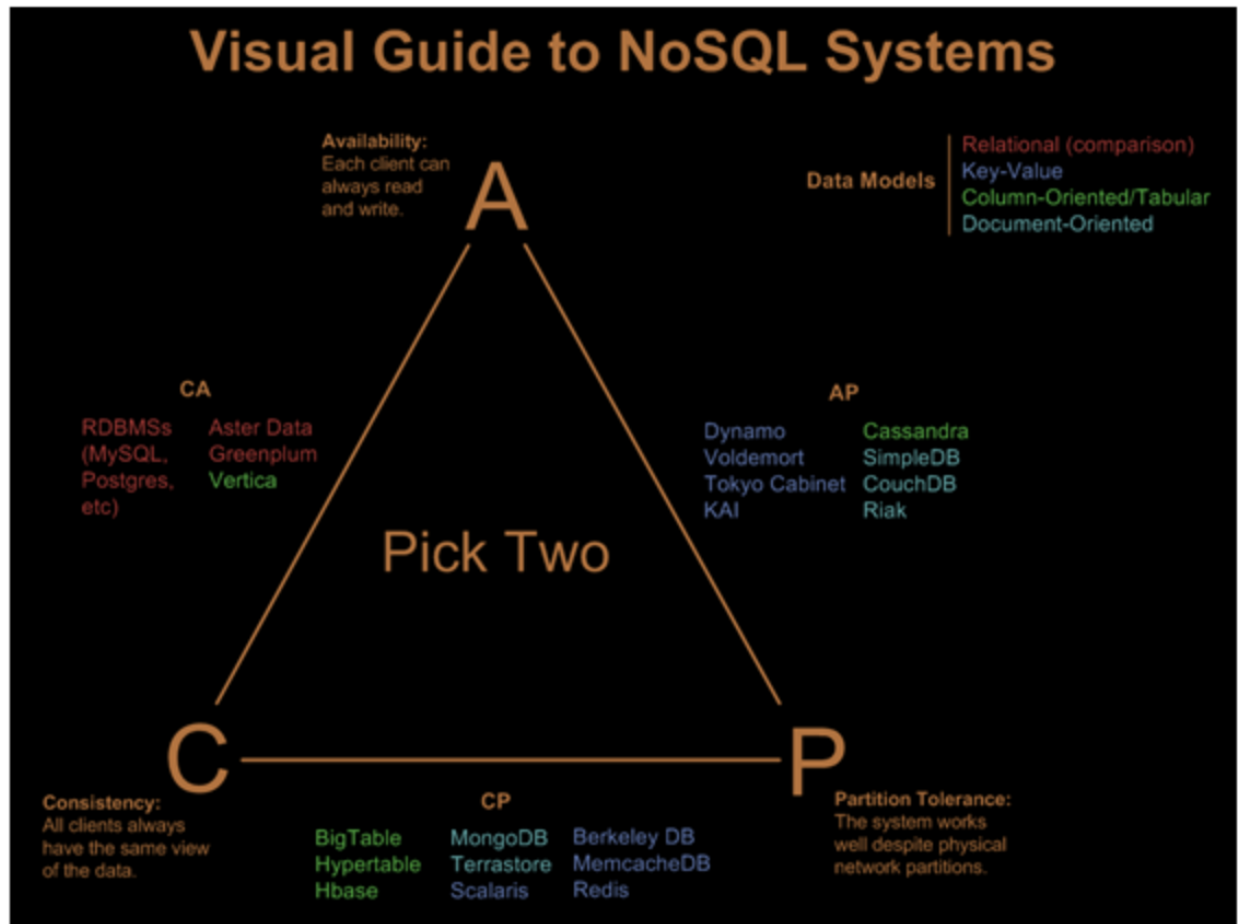 Visual Guide to NoSQL Systems
Availability:
Each client can
always read
and write.
A
Data Models
Relational (comparison)
Key-Value
Column-Oriented/Tabular
Document-Oriented
CA
RDBMSs
(MySQL,
Postgres,
etc)
Aster Data
Greenplum
Vertica
AP
Dynamo
Voldemort
Tokyo Cabinet
KAI
Cassandra
SimpleDB
CouchDB
Riak
Pick Two
C
P
Consistency:
All clients always
have the same view
of the data.
CP
BigTable
Hypertable
Hbase
MongoDB
Terrastore
Scalaris
Berkeley DB
MemcacheDB
Redis
Partition Tolerance:
The system works
well despite physical
network partitions.